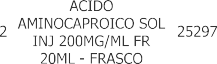 ACIDO
2 AMINOCAPROICO SOL 25297
INJ 200MG/ML FR
20ML - FRASCO